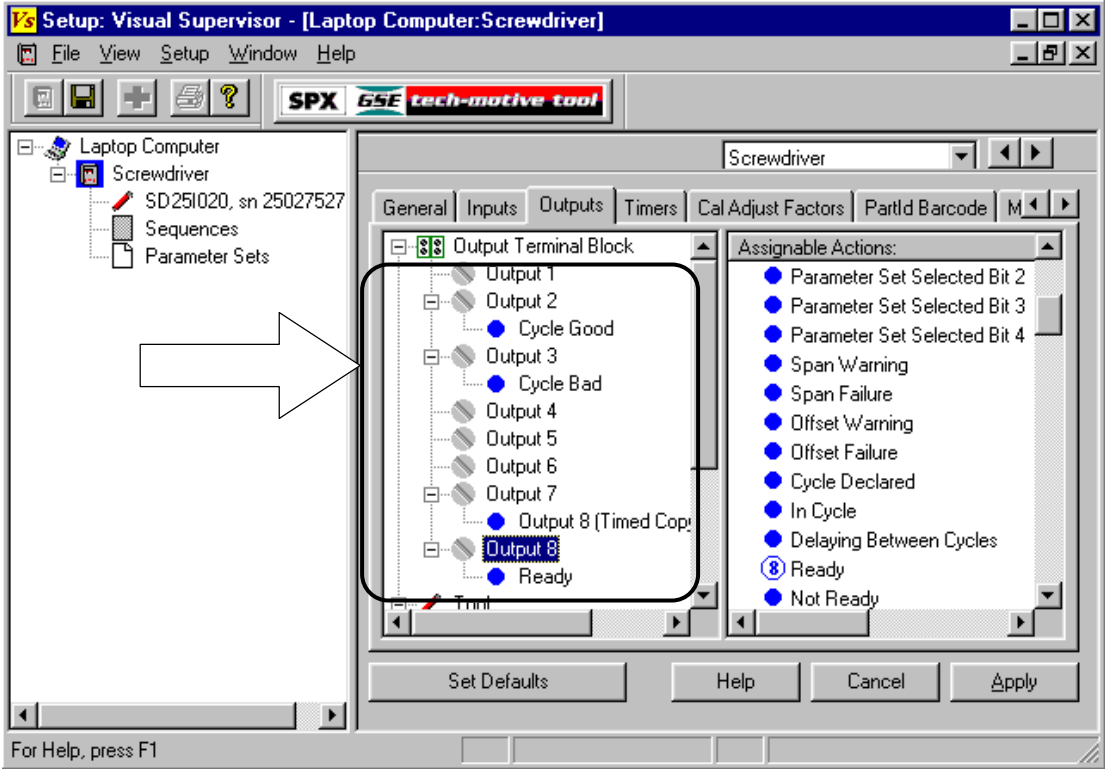 Vs Setup: Visual Supervisor - [Laptop Computer:Screwdriver]
File View Setup Window Help
SPX GSE tech-motive tool
Laptop Computer
Screwdriver
SD25I020, sn 25027527
Sequences
Parameter Sets
Screwdriver
General Inputs Outputs Timers Cal Adjust Factors PartId Barcode M
Output Terminal Block
Output 1
Output 2
Cycle Good
Output 3
Cycle Bad
Output 4
Output 5
Output 6
Output 7
Output 8 (Timed Copy
Output 8
Ready
Tool
Assignable Actions:
Parameter Set Selected Bit 2
Parameter Set Selected Bit 3
Parameter Set Selected Bit 4
Span Warning
Span Failure
Offset Warning
Offset Failure
Cycle Declared
In Cycle
Delaying Between Cycles
8 Ready
Not Ready
Set Defaults Help Cancel Apply
For Help, press F1